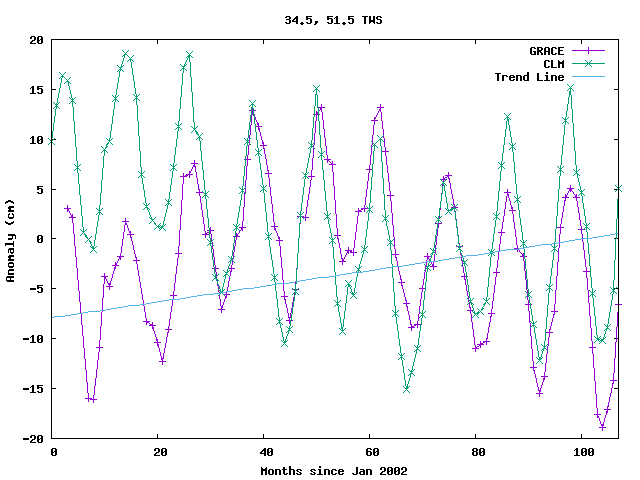 34.5, 51.5 TWS
GRACE
CLM
Trend Line
20
15
10
5
0
-5
-10
-15
-20
Anomaly (cm)
0 20 40 60 80 100
Months since Jan 2002